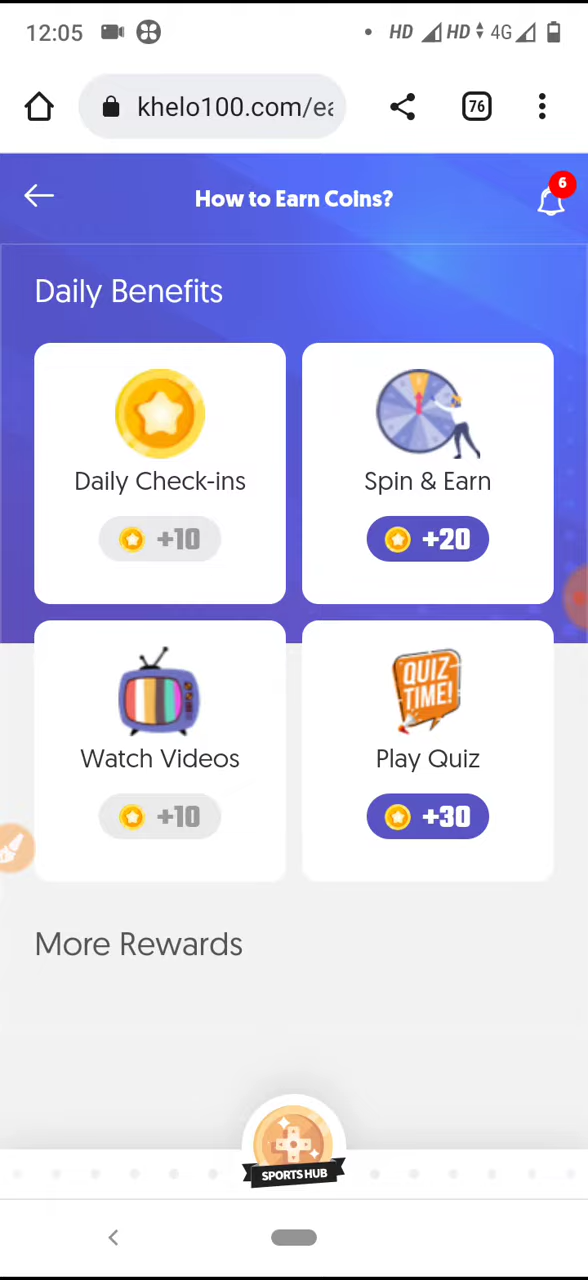 12:05 HD HD 4G
khelo100.com/ea
76
How to Earn Coins?
6
Daily Benefits
Daily Check-ins
+10
Spin & Earn
+20
Watch Videos
+10
QUIZ
TIME!
Play Quiz
+30
More Rewards
SPORTS HUB